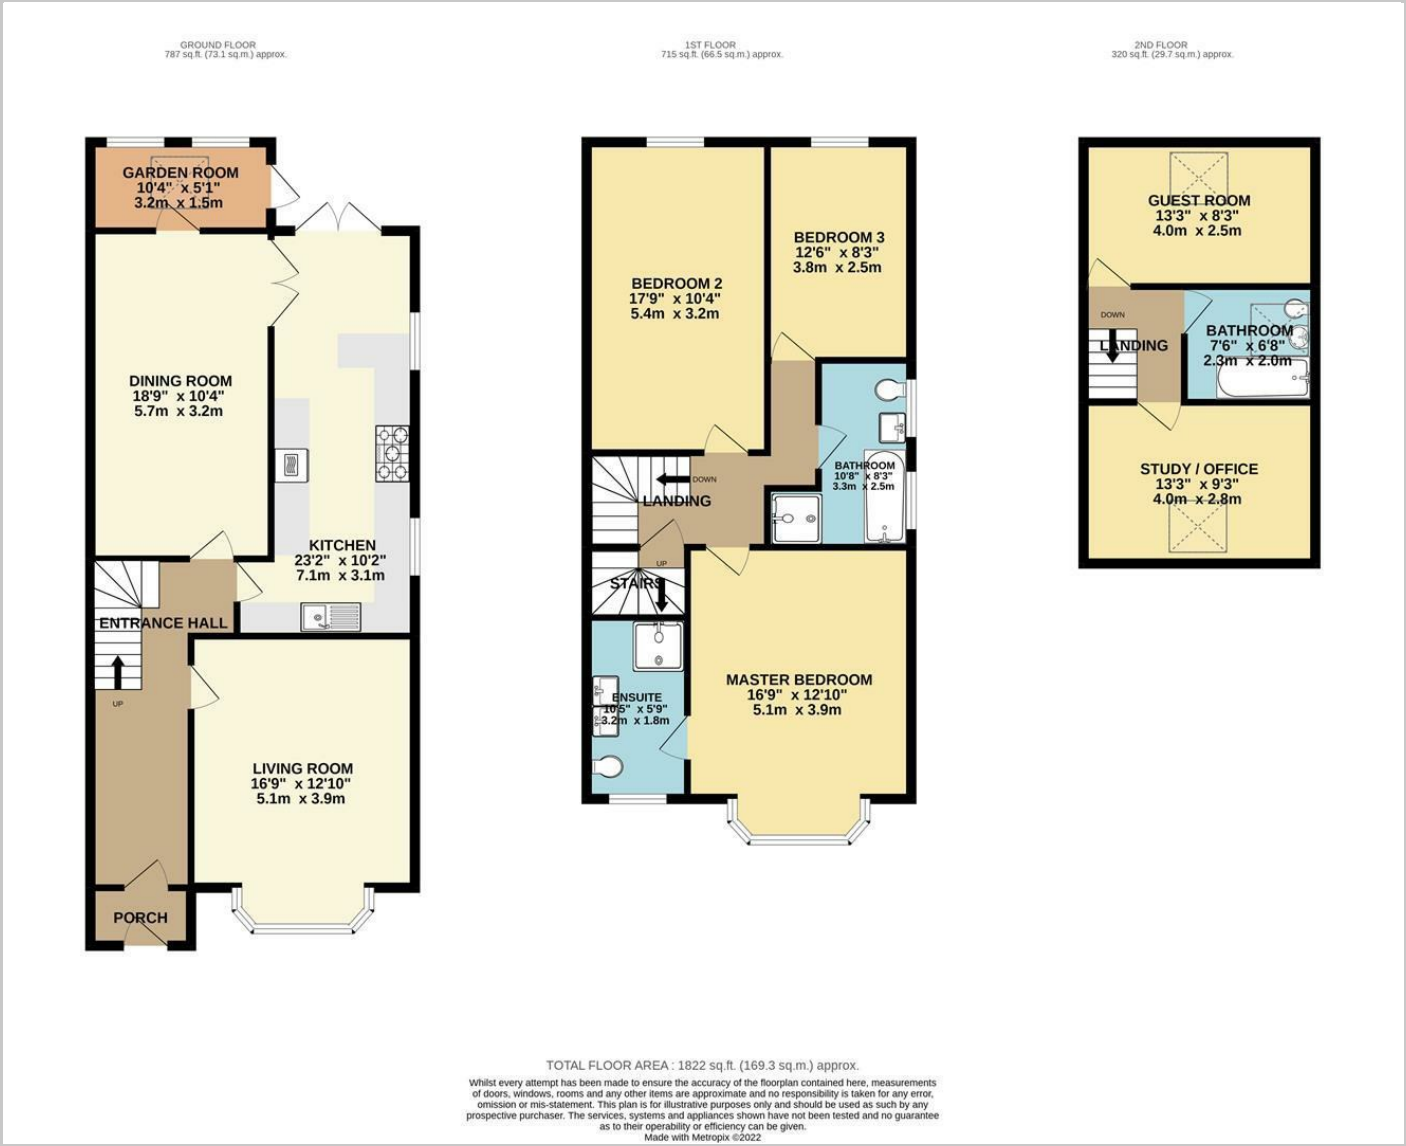 GROUND FLOOR
787 sq.ft. (73.1 sq.m.) approx.
1ST FLOOR
715 sq.ft. (66.5 sq.m.) approx.
2ND FLOOR
320 sq.ft. (29.7 sq.m.) approx.
GARDEN ROOM
10'4" x 5'1"
3.2m x 1.5m
DINING ROOM
18'9" x 10'4"
5.7m x 3.2m
KITCHEN
23'2" x 10'2"
7.1m x 3.1m
ENTRANCE HALL
UP
LIVING ROOM
16'9" x 12'10"
5.1m x 3.9m
PORCH
BEDROOM 2
17'9" x 10'4"
5.4m x 3.2m
BEDROOM 3
12'6" x 8'3"
3.8m x 2.5m
BATHROOM
10'8" x 8'3"
3.3m x 2.5m
DOWN
LANDING
UP
STAIRS
ENSUITE
10'5" x 5'9"
3.2m x 1.8m
MASTER BEDROOM
16'9" x 12'10"
5.1m x 3.9m
GUEST ROOM
13'3" x 8'3"
4.0m x 2.5m
DOWN
LANDING
BATHROOM
7'6" x 6'8"
2.3m x 2.0m
STUDY / OFFICE
13'3" x 9'3"
4.0m x 2.8m
TOTAL FLOOR AREA : 1822 sq.ft. (169.3 sq.m.) approx.
Whilst every attempt has been made to ensure the accuracy of the floorplan contained here, measurements
of doors, windows, rooms and any other items are approximate and no responsibility is taken for any error,
omission or mis-statement. This plan is for illustrative purposes only and should be used as such by any
prospective purchaser. The services, systems and appliances shown have not been tested and no guarantee
as to their operability or efficiency can be given.
Made with Metropix ©2022